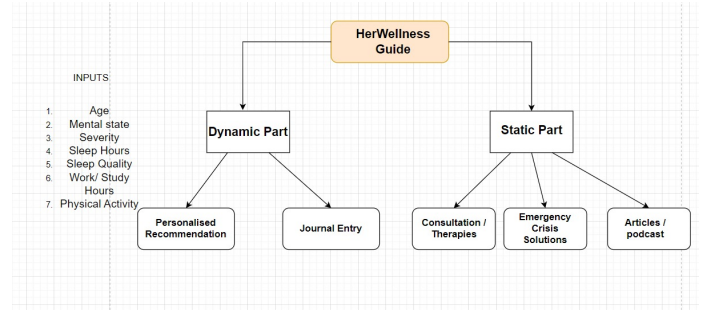 HerWellness
Guide
INPUTS
1. Age
2. Mental state
3. Severity
4. Sleep Hours
5. Sleep Quality
6. Work/ Study
Hours
7. Physical Activity
Dynamic Part
Static Part
Personalised
Recommendation
Journal Entry
Consultation /
Therapies
Emergency
Crisis
Solutions
Articles /
podcast